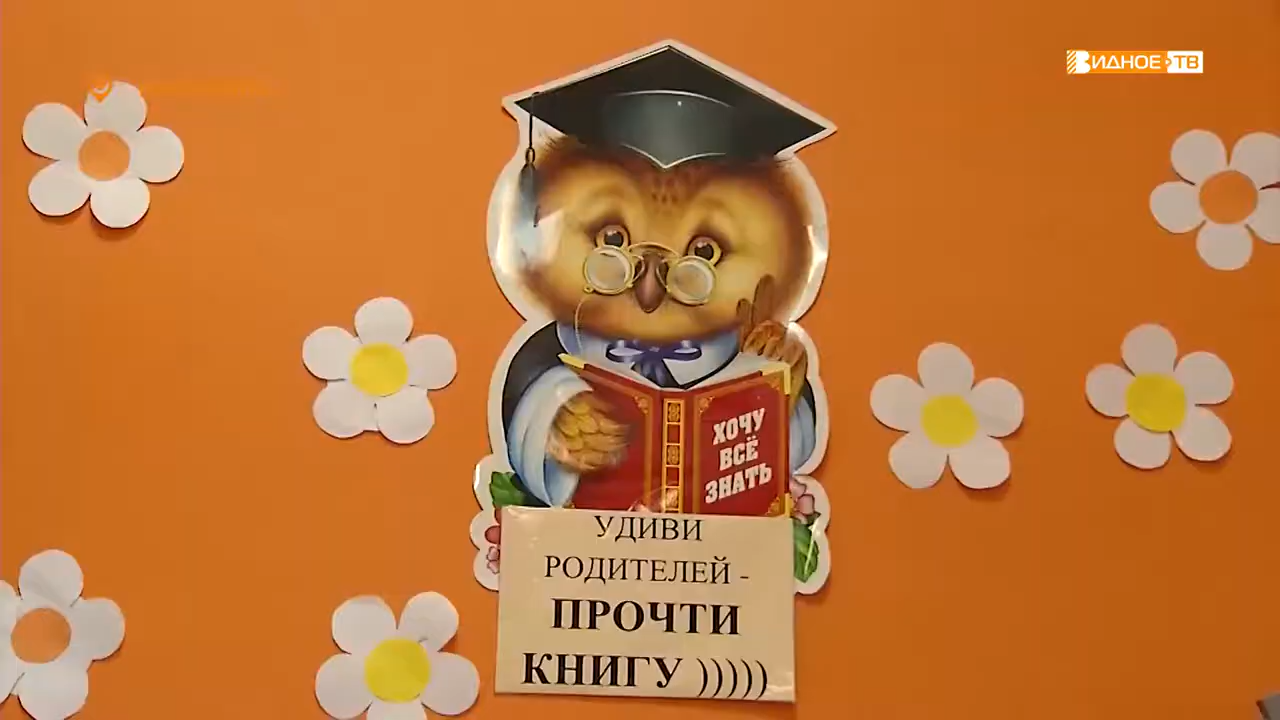 ВИДНОЕ ТВ
ХОЧУ
ВСЁ
ЗНАТЬ
УДИВИ
РОДИТЕЛЕЙ -
ПРОЧТИ
КНИГУ )))))